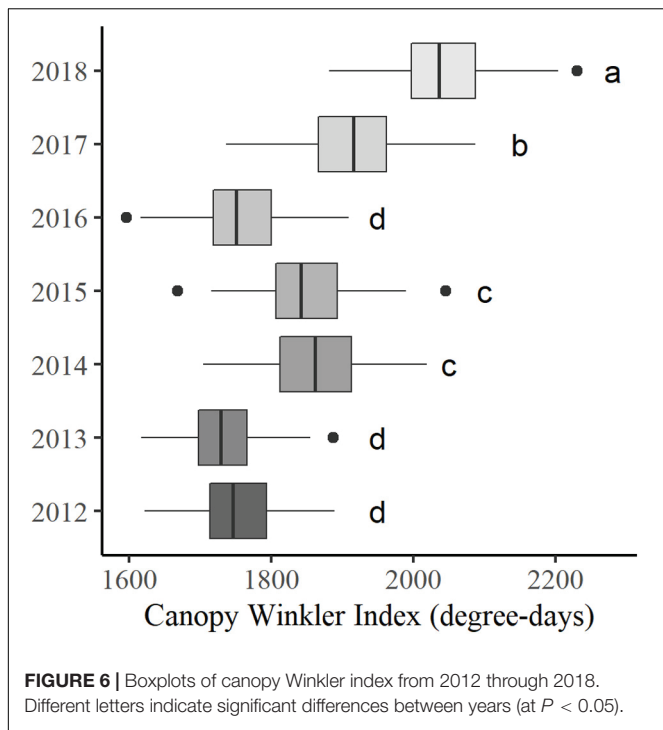 2018 a
2017 b
2016 d
2015 c
2014 c
2013 d
2012 d
1600 1800 2000 2200
Canopy Winkler Index (degree-days)
FIGURE 6 | Boxplots of canopy Winkler index from 2012 through 2018.
Different letters indicate significant differences between years (at P < 0.05).